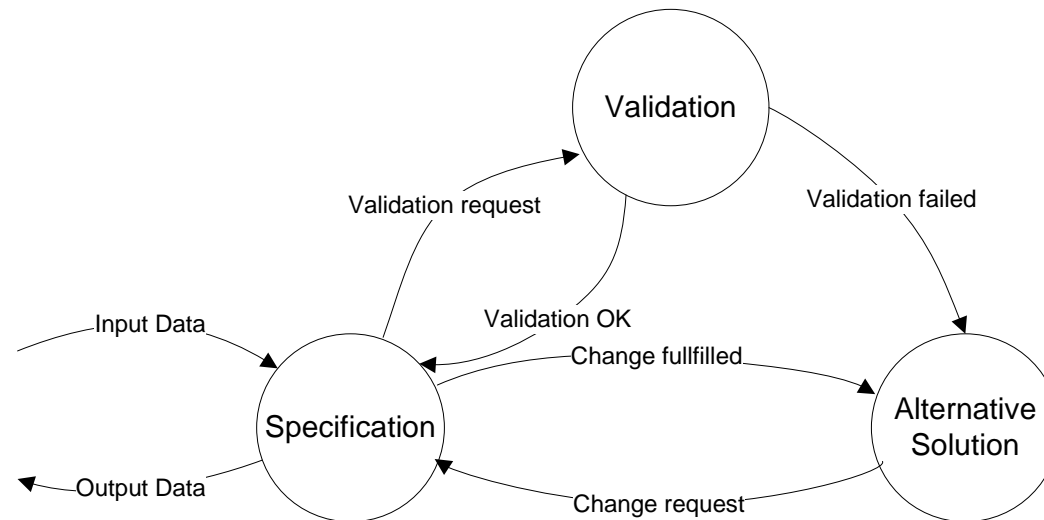 Validation
Validation request
Validation failed
Validation OK
Input Data
Change fullfilled
Specification
Alternative
Solution
Output Data
Change request